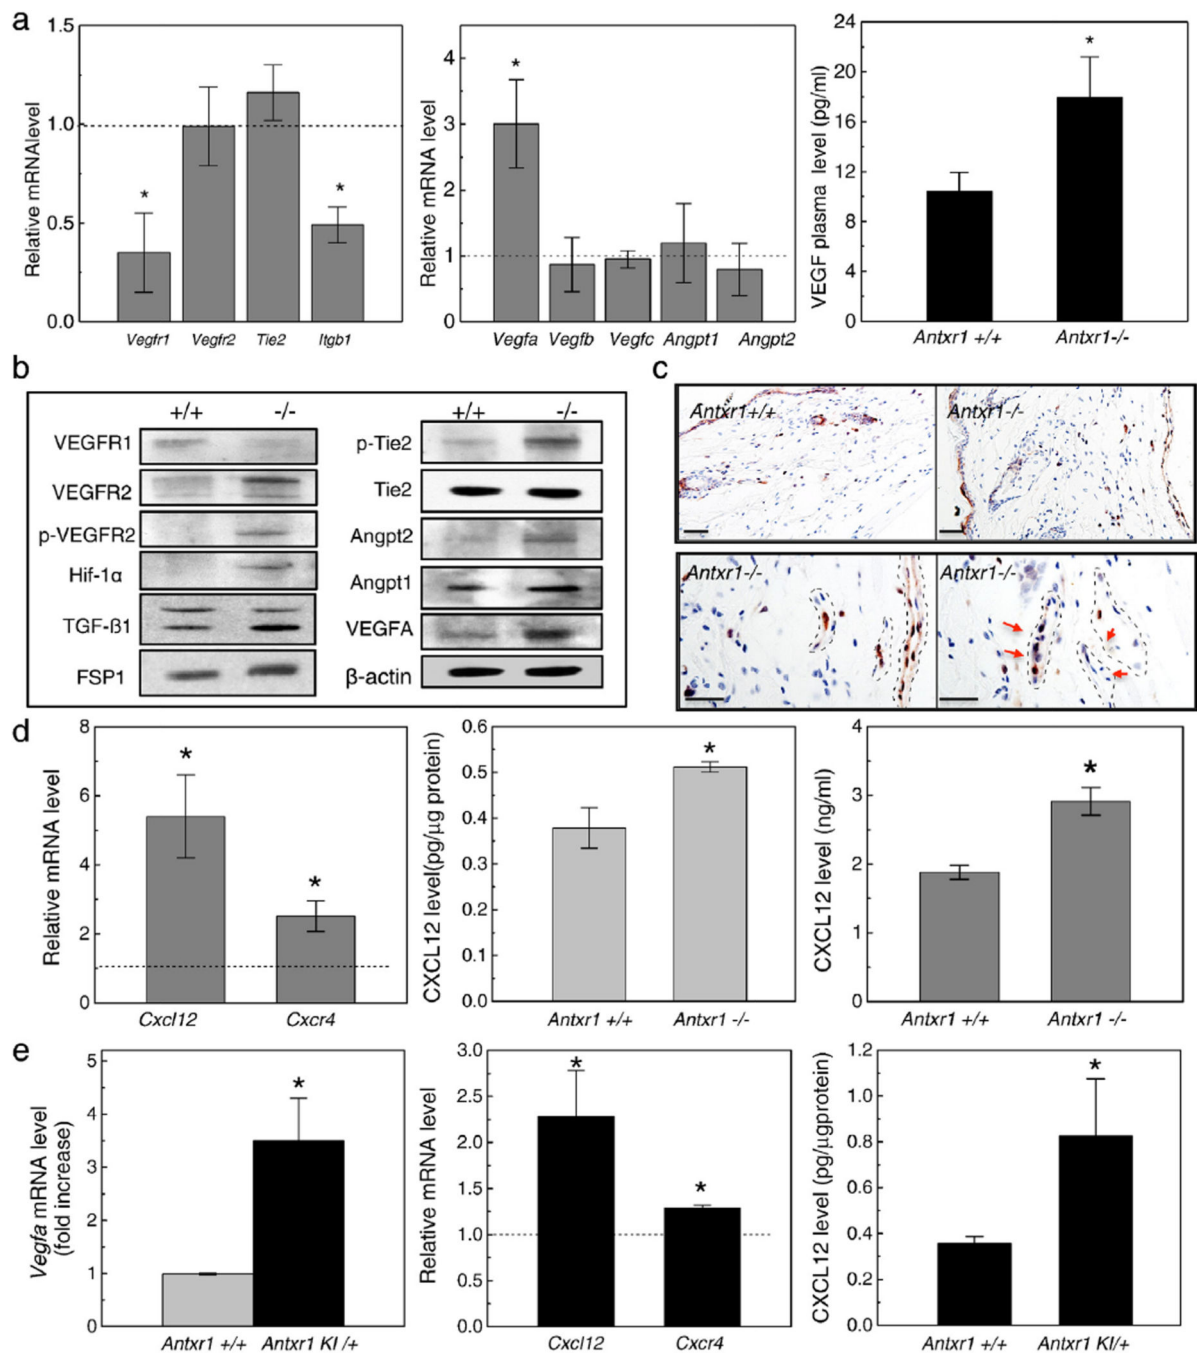 a
Relative mRNAlevel
1.5
1.0
0.5
0.0
*
*
Vegfr1 Vegfr2 Tie2 Itgb1
Relative mRNA level
4
3
2
1
0
*
Vegfa Vegfb Vegfc Angpt1 Angpt2
VEGF plasma level (pg/ml)
24
20
16
12
8
4
0
*
Antxr1 +/+ Antxr1-/-
b
+/+ -/-
VEGFR1
VEGFR2
p-VEGFR2
Hif-1α
TGF-ß1
FSP1
+/+ -/-
p-Tie2
Tie2
Angpt2
Angpt1
VEGFA
β-actin
c
Antxr1+/+
Antxr1-/-
Antxr1-/-
Antxr1-/-
d
Relative mRNA level
8
6
4
2
0
*
*
Cxcl12 Cxcr4
CXCL12 level(pg/µg protein)
0.6
0.5
0.4
0.3
0.2
0.1
0.0
*
Antxr1 +/+ Antxr1 -/-
CXCL12 level (ng/ml)
4
3
2
1
0
*
Antxr1 +/+ Antxr1 -/-
e
Vegfa mRNA level
(fold increase)
5
4
3
2
1
0
*
Antxr1 +/+ Antxr1 KI /+
Relative mRNA level
3.0
2.5
2.0
1.5
1.0
0.5
0.0
*
*
Cxcl12 Cxcr4
CXCL12 level (pg/µgprotein)
1.2
1.0
0.8
0.6
0.4
0.2
0.0
*
Antxr1 +/+ Antxr1 KI/+